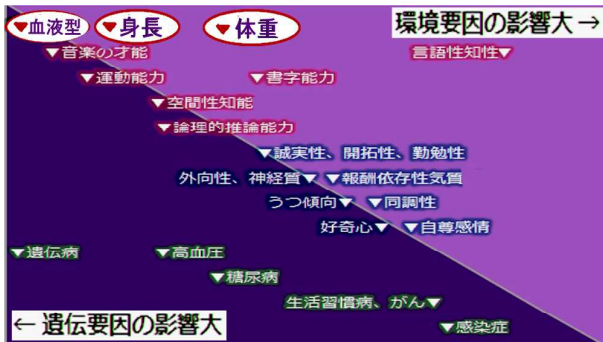 ▼血液型 ▼身長 ▼体重 環境要因の影響大→
▼音楽の才能 言語性知性▼
▼運動能力 ▼書字能力
▼空間性知能
▼論理的推論能力
▼誠実性、開拓性、勤勉性
外向性、神経質▼ ▼報酬依存性気質
うつ傾向▼ ▼同調性
好奇心▼ ▼自尊感情
▼遺伝病 ▼高血圧
▼糖尿病
生活習慣病、がん▼
←遺伝要因の影響大 ▼感染症